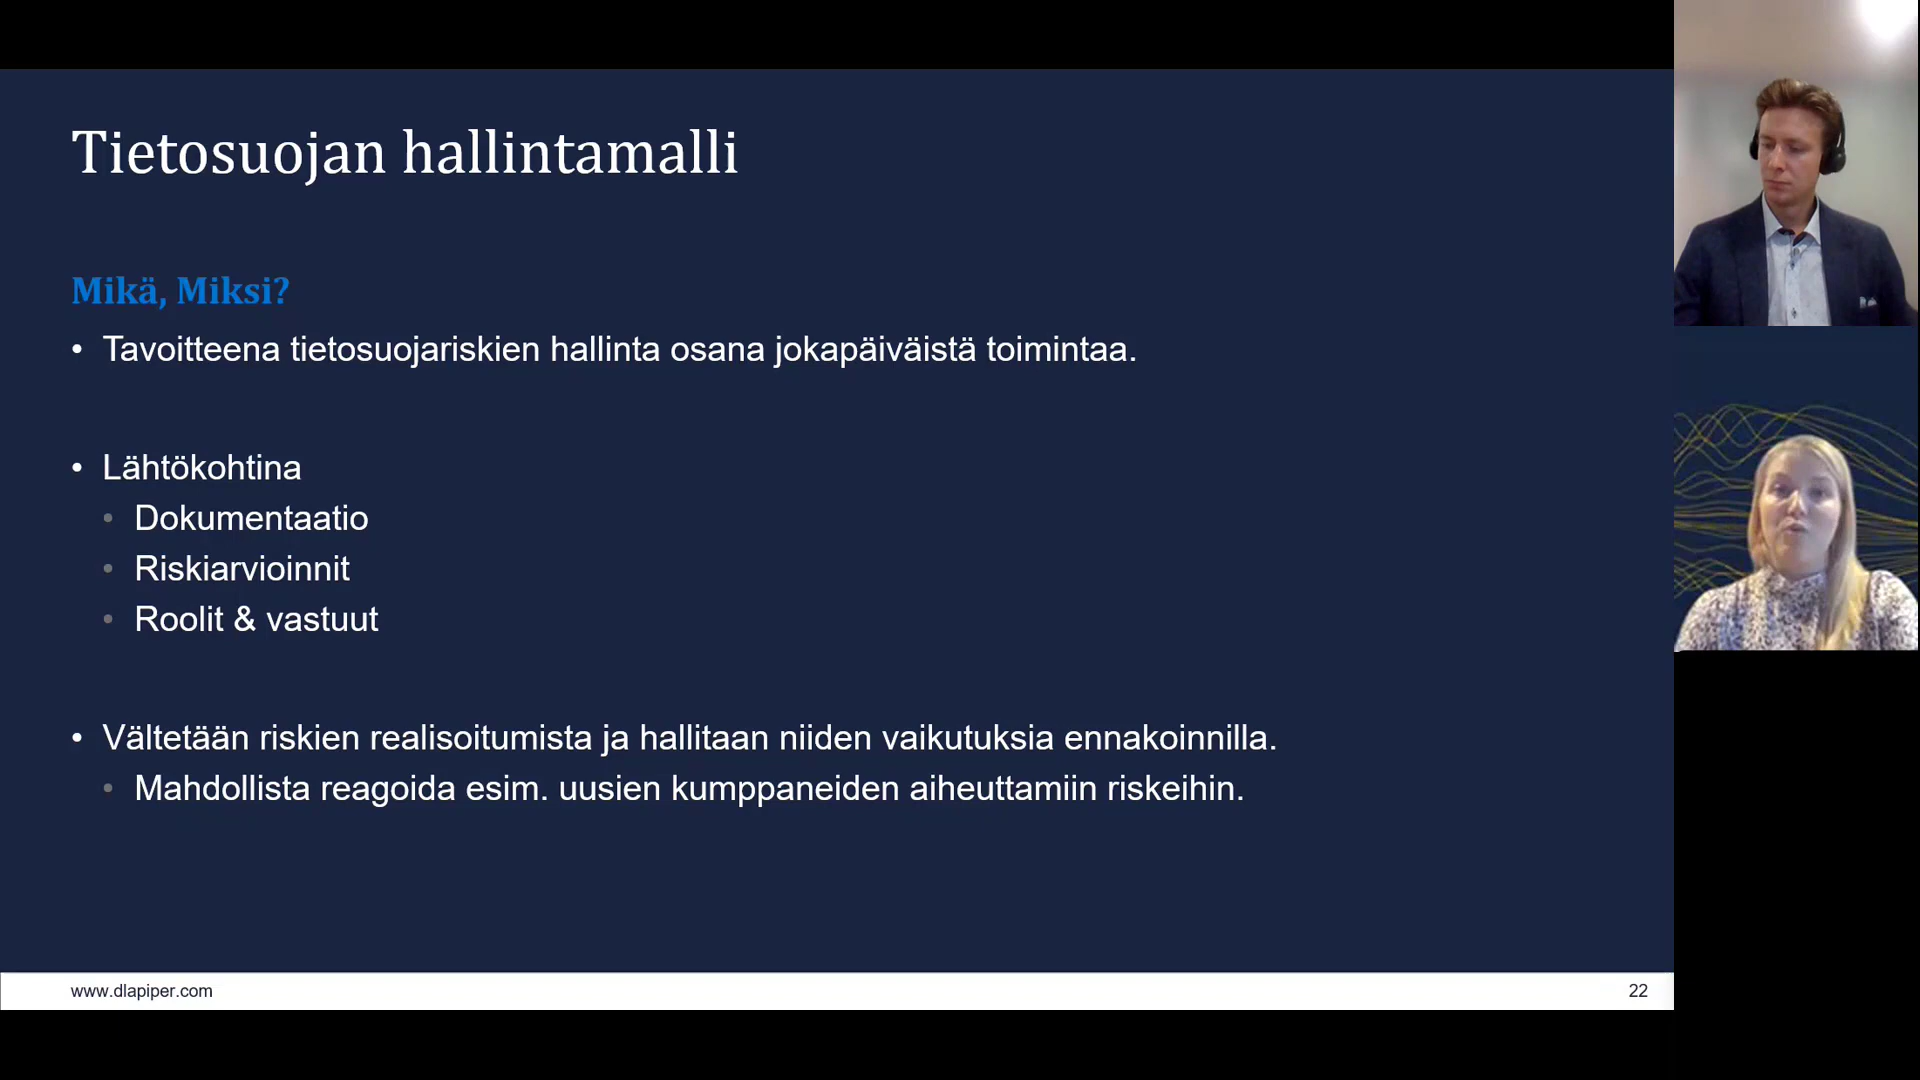 Tietosuojan hallintamalli
Mikä, Miksi?
• Tavoitteena tietosuojariskien hallinta osana jokapäiväistä toimintaa.
• Lähtökohtina
• Dokumentaatio
• Riskiarvioinnit
• Roolit & vastuut
• Vältetään riskien realisoitumista ja hallitaan niiden vaikutuksia ennakoinnilla.
• Mahdollista reagoida esim. uusien kumppaneiden aiheuttamiin riskeihin.
www.dlapiper.com
22